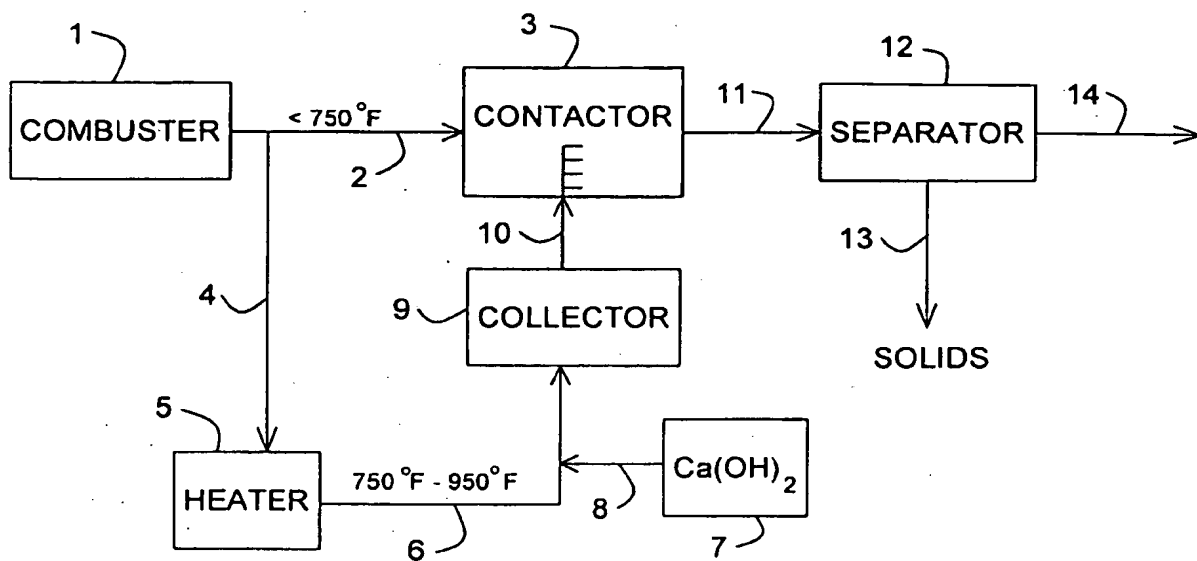 1
3
12
COMBUSTER
< 750°F
2
CONTACTOR
11
SEPARATOR
14
10
13
4
9
COLLECTOR
SOLIDS
5
HEATER
750°F - 950°F
6
8
Ca(OH)2
7